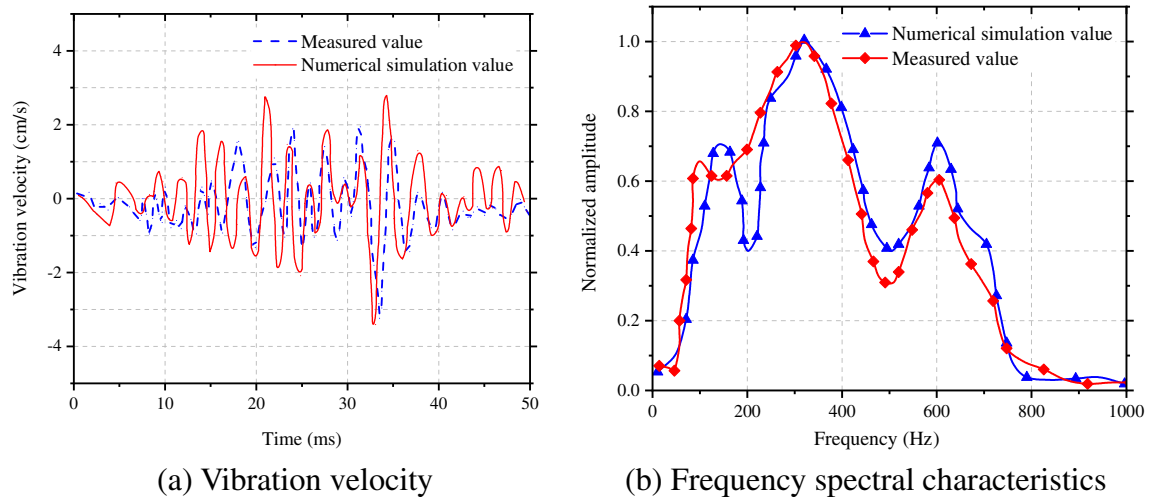 4
2
0
-2
-4
0
10
20
30
40
50
Vibration velocity (cm/s)
Time (ms)
Measured value
Numerical simulation value
(a) Vibration velocity
1.0
0.8
0.6
0.4
0.2
0.0
0
200
400
600
800
1000
Normalized amplitude
Frequency (Hz)
Numerical simulation value
Measured value
(b) Frequency spectral characteristics